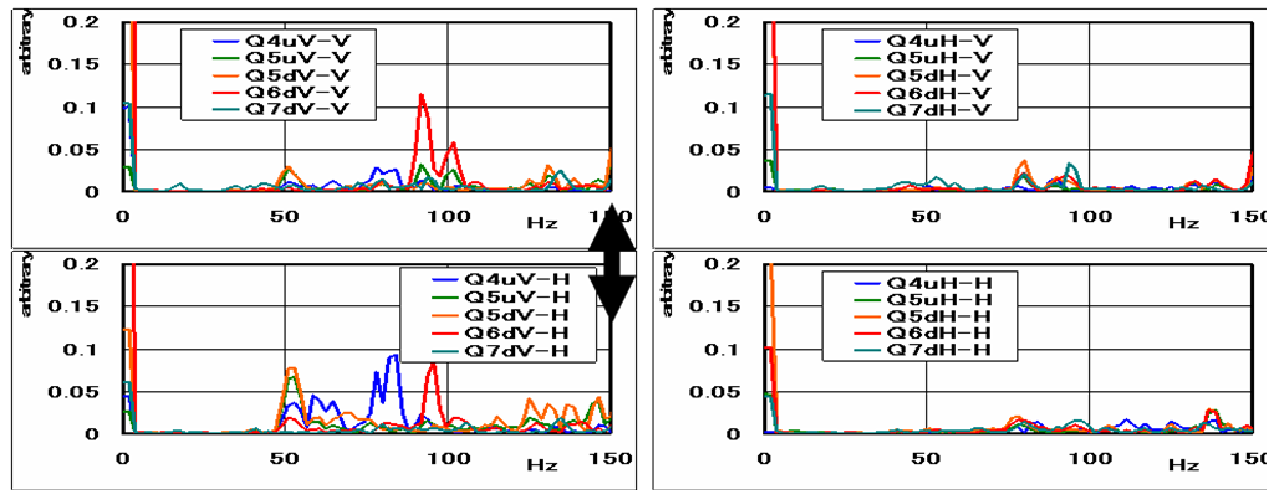 arbitrary
0.2
0.15
0.1
0.05
0
Q4uV-V
Q5uV-V
Q5dV-V
Q6dV-V
Q7dV-V
0 50 100 150
Hz
arbitrary
0.2
0.15
0.1
0.05
0
Q4uH-V
Q5uH-V
Q5dH-V
Q6dH-V
Q7dH-V
0 50 100 150
Hz
arbitrary
0.2
0.15
0.1
0.05
0
Q4uV-H
Q5uV-H
Q5dV-H
Q6dV-H
Q7dV-H
0 50 100 150
Hz
arbitrary
0.2
0.15
0.1
0.05
0
Q4uH-H
Q5uH-H
Q5dH-H
Q6dH-H
Q7dH-H
0 50 100 150
Hz